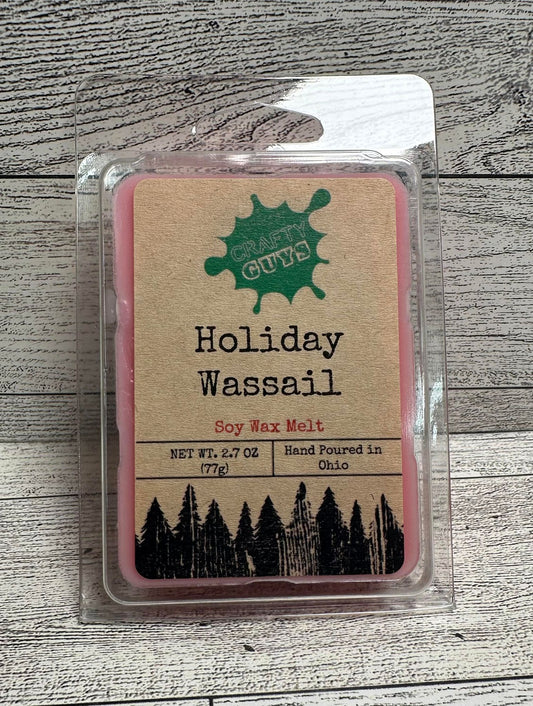 CRAFTY
GUYS
Holiday
Wassail
Soy Wax Melt
NET WT. 2.7 OZ
(77g)
Hand Poured in
Ohio